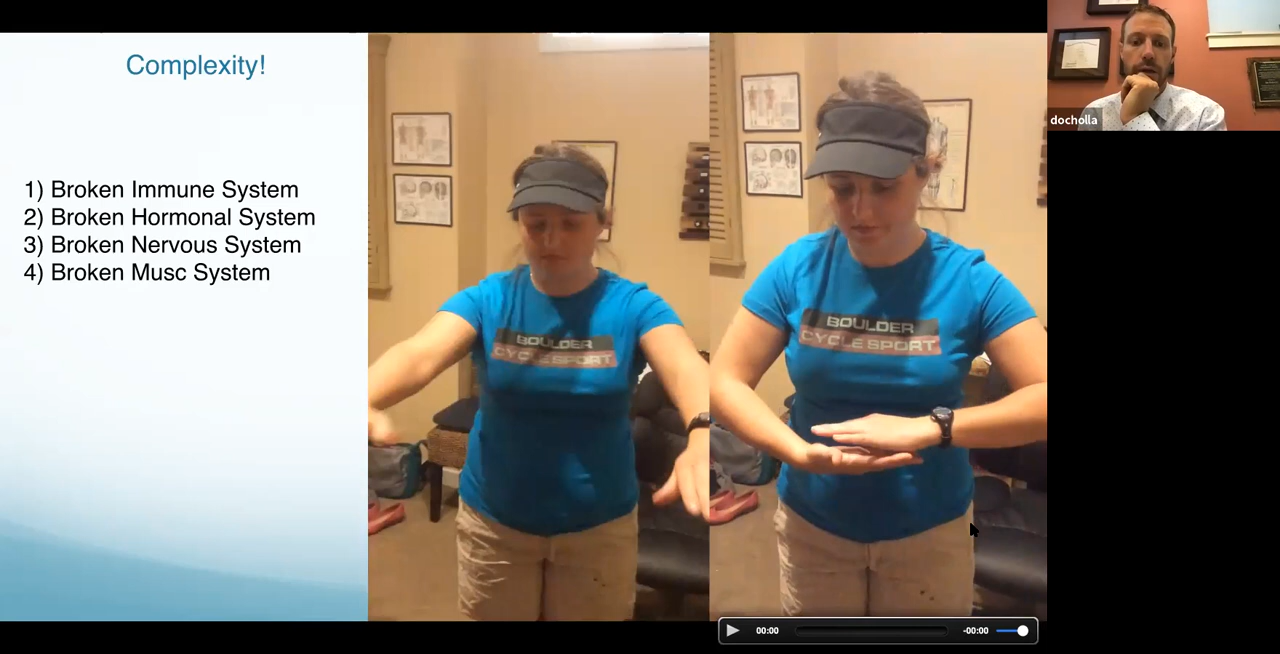 Complexity!
1) Broken Immune System
2) Broken Hormonal System
3) Broken Nervous System
4) Broken Musc System
BOULDER
CYCLE SPORT
BOULDER
CYCLE SPORT
docholla
00:00
-00:00